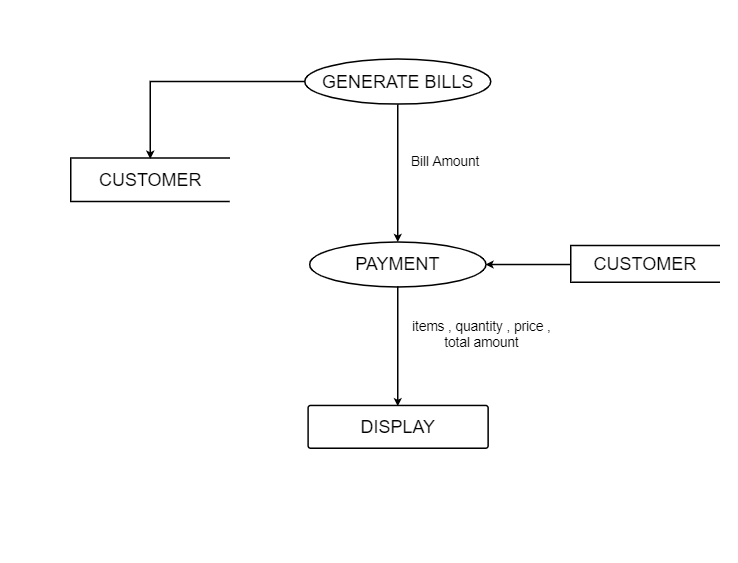 GENERATE BILLS
Bill Amount
CUSTOMER
PAYMENT
CUSTOMER
items , quantity , price ,
total amount
DISPLAY